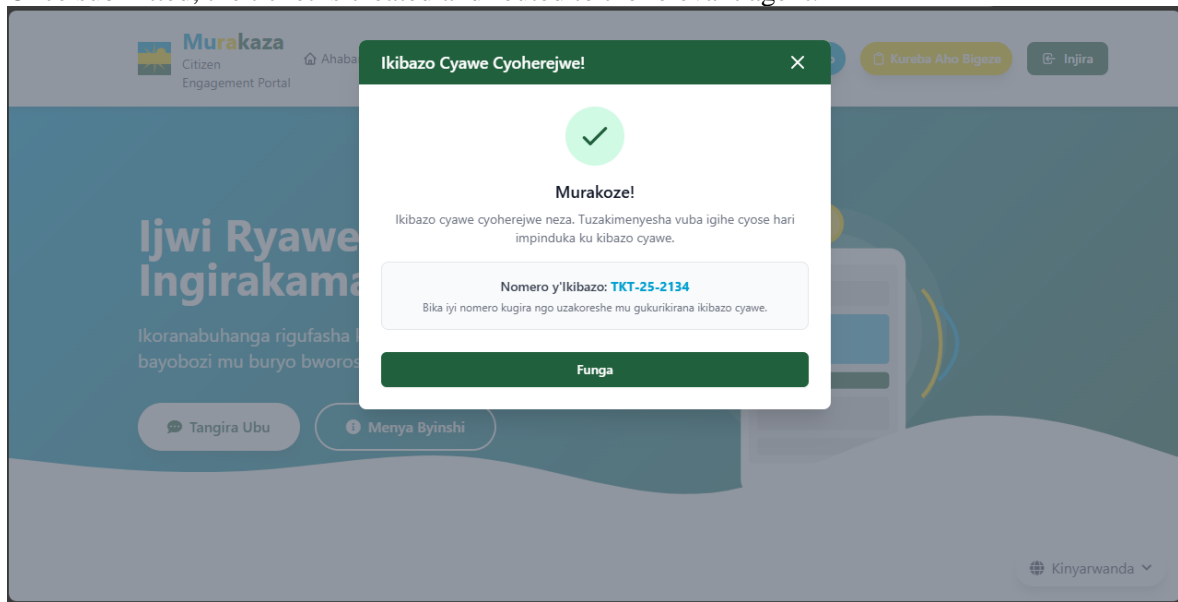 Murakaza
Citizen
Engagement Portal
Ahaba
Kureba Aho Bigeze
Injira
Ikibazo Cyawe Cyoherejwe!
Murakoze!
Ikibazo cyawe cyoherejwe neza. Tuzakimenyesha vuba igihe cyose hari
impinduka ku kibazo cyawe.
Nomero y'Ikibazo: TKT-25-2134
Bika iyi nomero kugira ngo uzakoreshe mu gukurikirana ikibazo cyawe.
Funga
Ijwi Ryawe
Ingirakama
Ikoranabuhanga rigufasha
bayobozi mu buryo bworos
Tangira Ubu
Menya Byinshi
Kinyarwanda